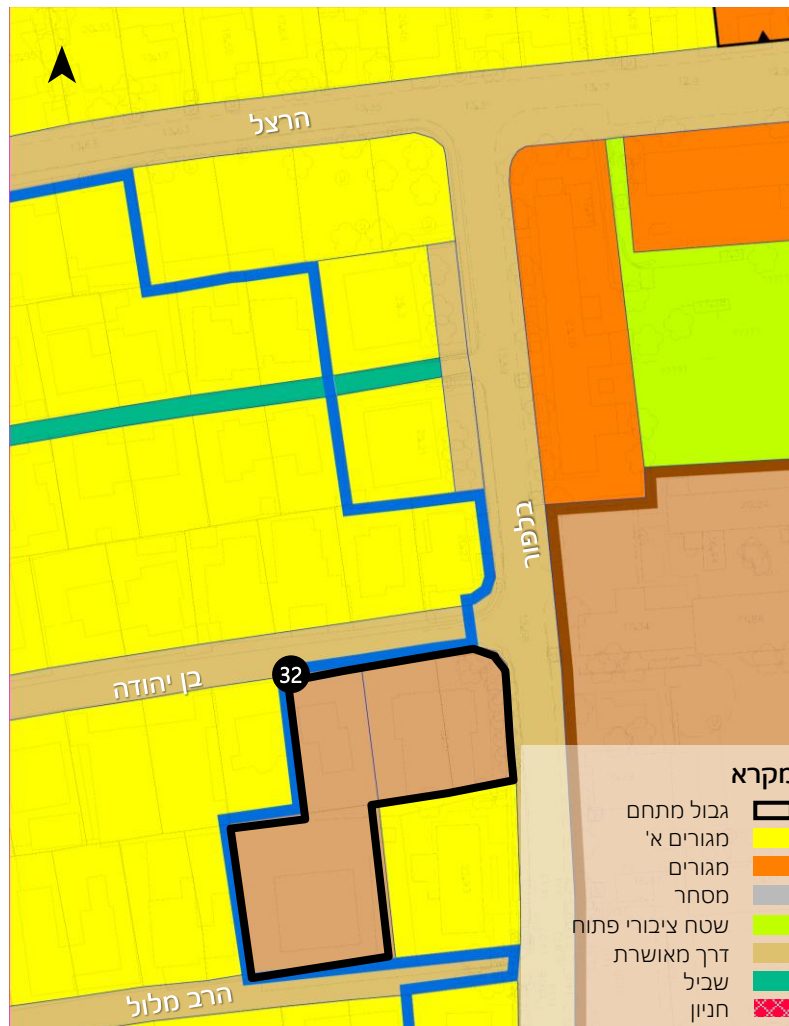 הרצל
בלפור
בן יהודה
32
הרב מלול
מקרא
גבול מתחם
מגורים א'
מגורים
מסחר
שטח ציבורי פתוח
דרך מאושרת
שביל
חניון